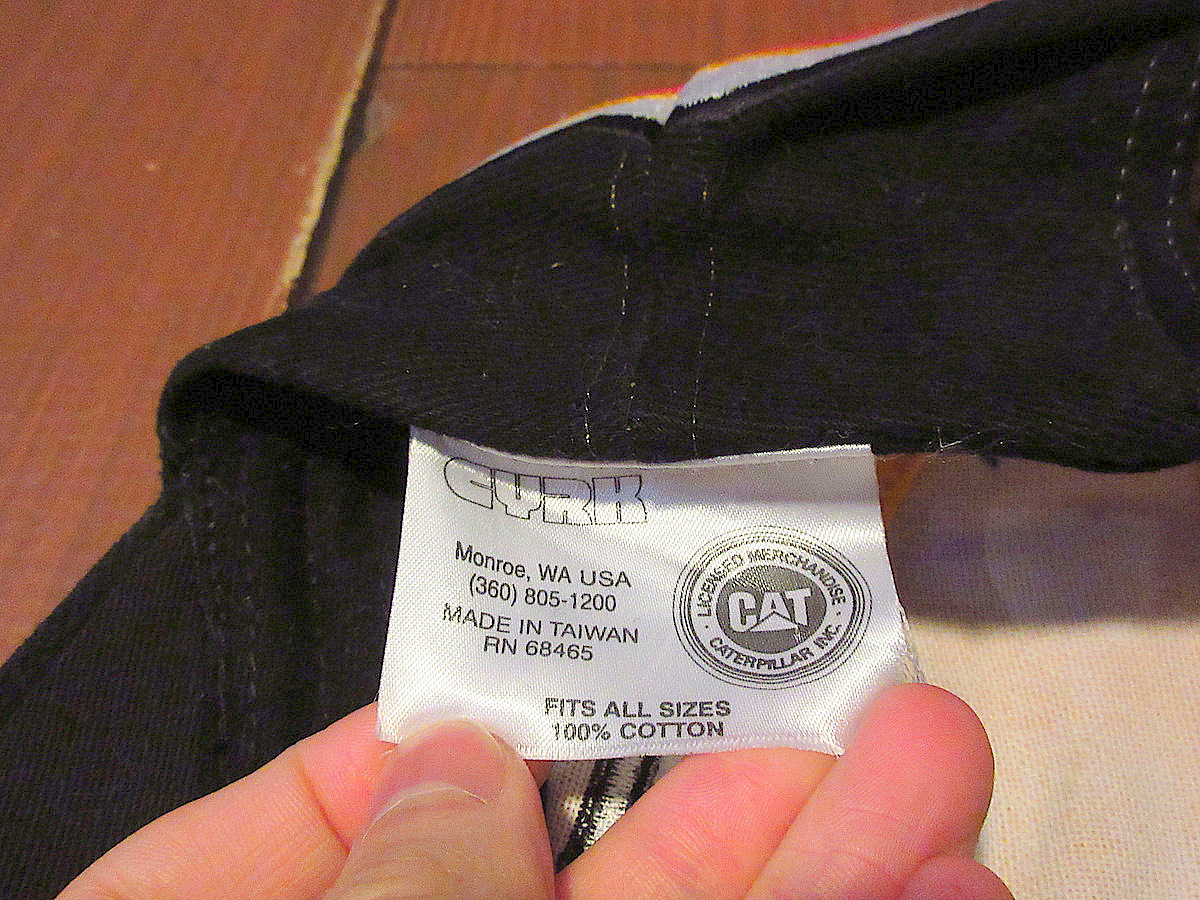 CYRK
Monroe, WA USA
(360) 805-1200
MADE IN TAIWAN
RN 68465
· LICENSED MERCHANDISE ·
CAT
CATERPILLAR INC.
FITS ALL SIZES
100% COTTON